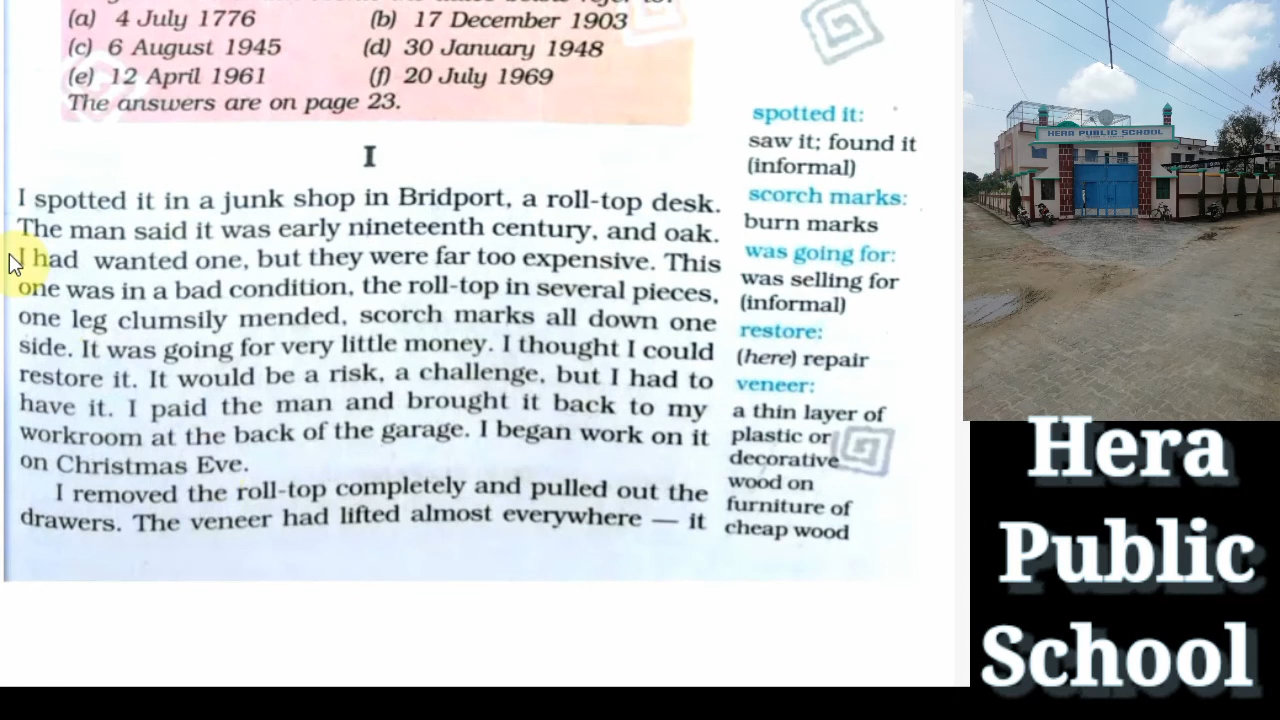 (a) 4 July 1776 (b) 17 December 1903
(c) 6 August 1945 (d) 30 January 1948
(e) 12 April 1961 (f) 20 July 1969
The answers are on page 23.
I
I spotted it in a junk shop in Bridport, a roll-top desk.
The man said it was early nineteenth century, and oak.
I had wanted one, but they were far too expensive. This
one was in a bad condition, the roll-top in several pieces,
one leg clumsily mended, scorch marks all down one
side. It was going for very little money. I thought I could
restore it. It would be a risk, a challenge, but I had to
have it. I paid the man and brought it back to my
workroom at the back of the garage. I began work on it
on Christmas Eve.
I removed the roll-top completely and pulled out the
drawers. The veneer had lifted almost everywhere — it
spotted it:
saw it; found it
(informal)
scorch marks:
burn marks
was going for:
was selling for
(informal)
restore:
(here) repair
veneer:
a thin layer of
plastic or
decorative
wood on
furniture of
cheap wood
HERA PUBLIC SCHOOL
Hera
Public
School